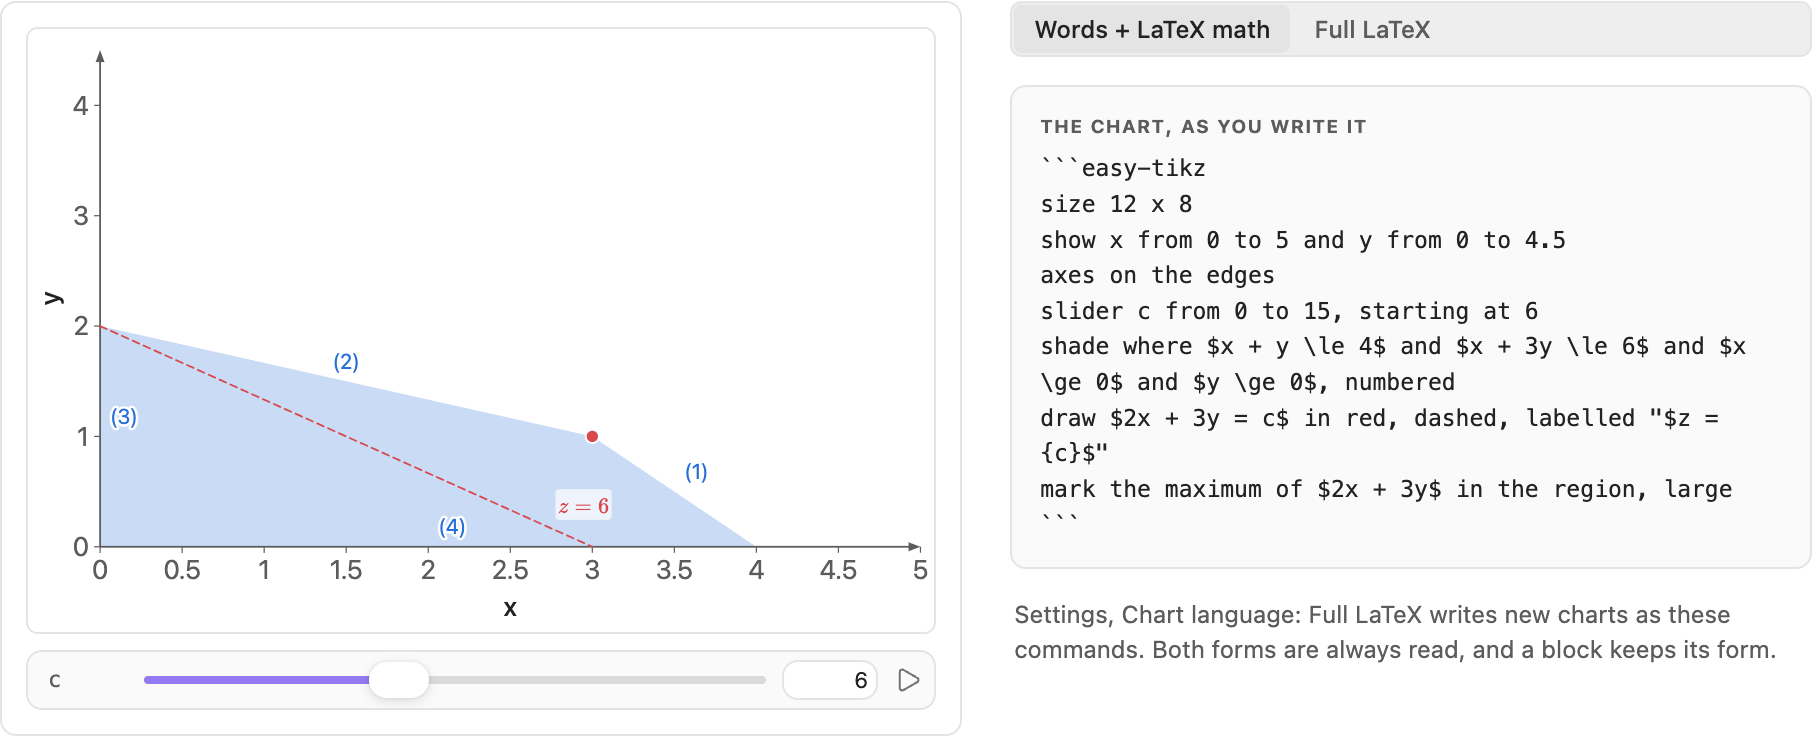 4
3
2
1
0
y
(2)
(3)
(1)
(4)
z = 6
0 0.5 1 1.5 2 2.5 3 3.5 4 4.5 5
x
c 6
Words + LaTeX math Full LaTeX
THE CHART, AS YOU WRITE IT
```easy-tikz
size 12 x 8
show x from 0 to 5 and y from 0 to 4.5
axes on the edges
slider c from 0 to 15, starting at 6
shade where $x + y \le 4$ and $x + 3y \le 6$ and $x
\ge 0$ and $y \ge 0$, numbered
draw $2x + 3y = c$ in red, dashed, labelled "$z =
{c}$"
mark the maximum of $2x + 3y$ in the region, large
```
Settings, Chart language: Full LaTeX writes new charts as these
commands. Both forms are always read, and a block keeps its form.